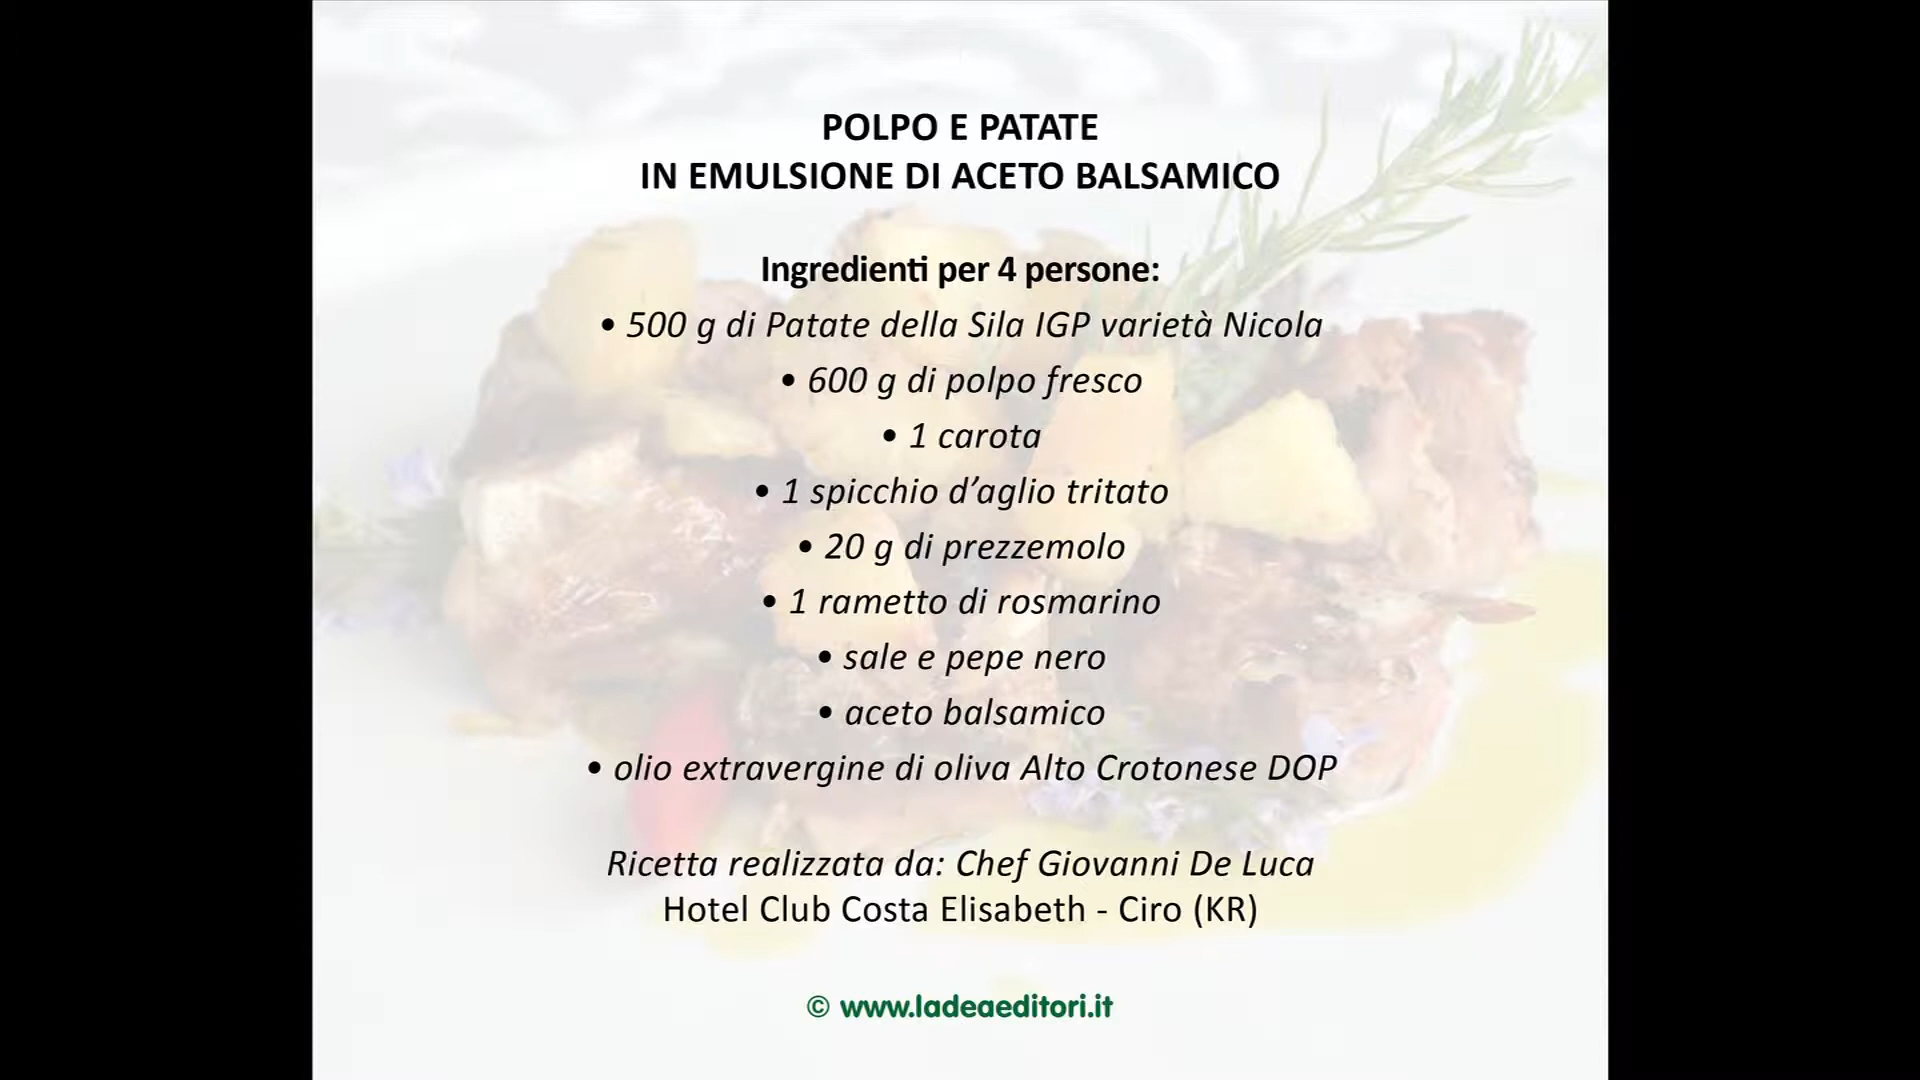 POLPO E PATATE
IN EMULSIONE DI ACETO BALSAMICO
Ingredienti per 4 persone:
• 500 g di Patate della Sila IGP varietà Nicola
• 600 g di polpo fresco
• 1 carota
• 1 spicchio d’aglio tritato
• 20 g di prezzemolo
• 1 rametto di rosmarino
• sale e pepe nero
• aceto balsamico
• olio extravergine di oliva Alto Crotonese DOP
Ricetta realizzata da: Chef Giovanni De Luca
Hotel Club Costa Elisabeth - Ciro (KR)
© www.ladeaeditori.it